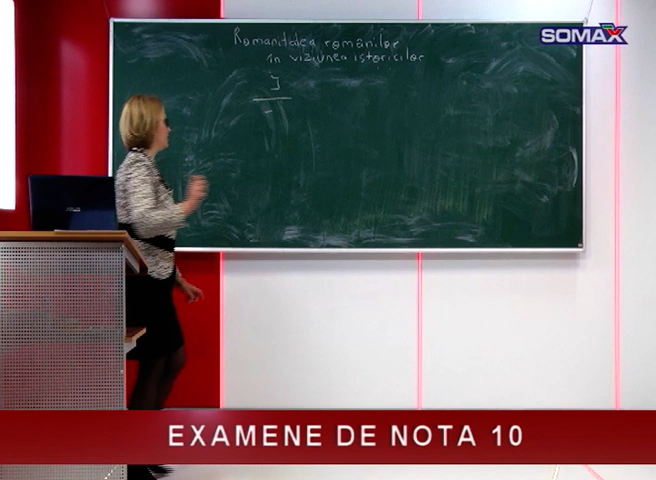 SOMAX
Romanitatea românilor
în viziunea istoricilor
I
EXAMENE DE NOTA 10